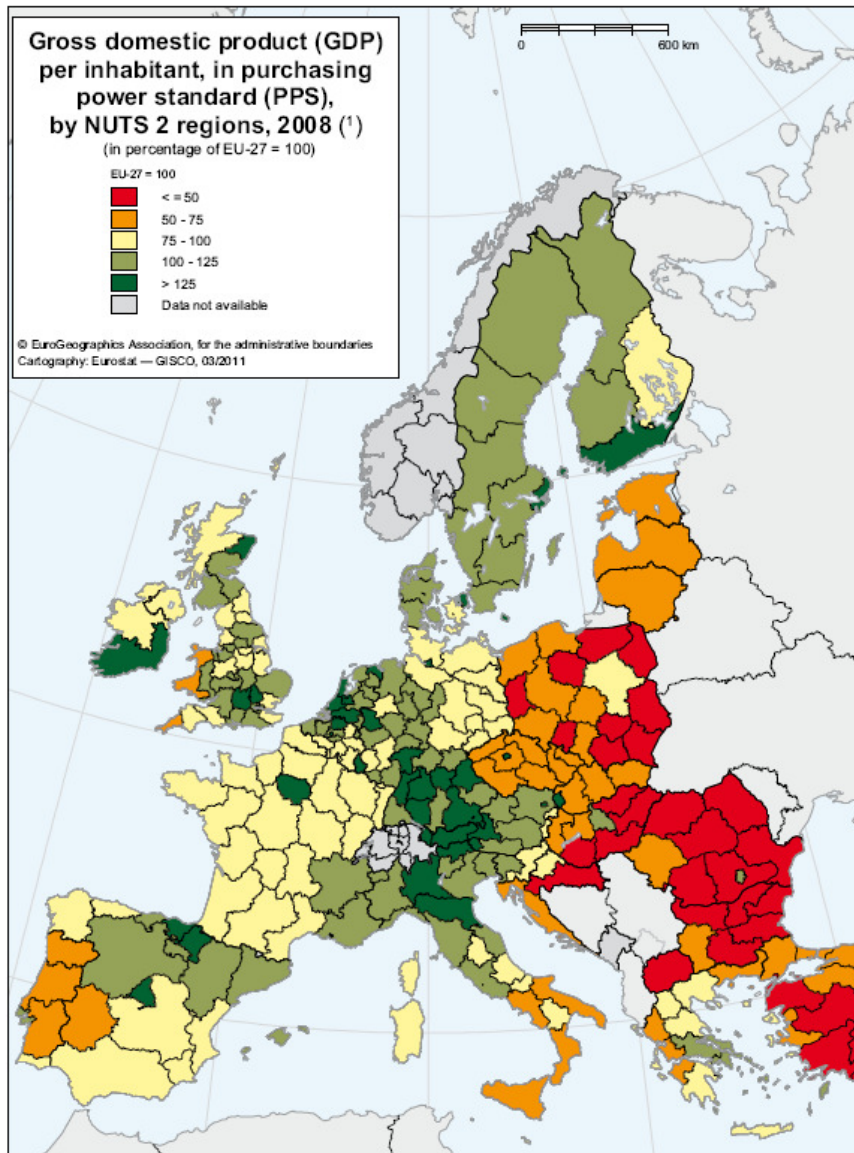 Gross domestic product (GDP)
per inhabitant, in purchasing
power standard (PPS),
by NUTS 2 regions, 2008 (¹)
(in percentage of EU-27 = 100)
EU-27 = 100
< = 50
50 - 75
75 - 100
100 - 125
> 125
Data not available
© EuroGeographics Association, for the administrative boundaries
Cartography: Eurostat — GISCO, 03/2011
0 600 km